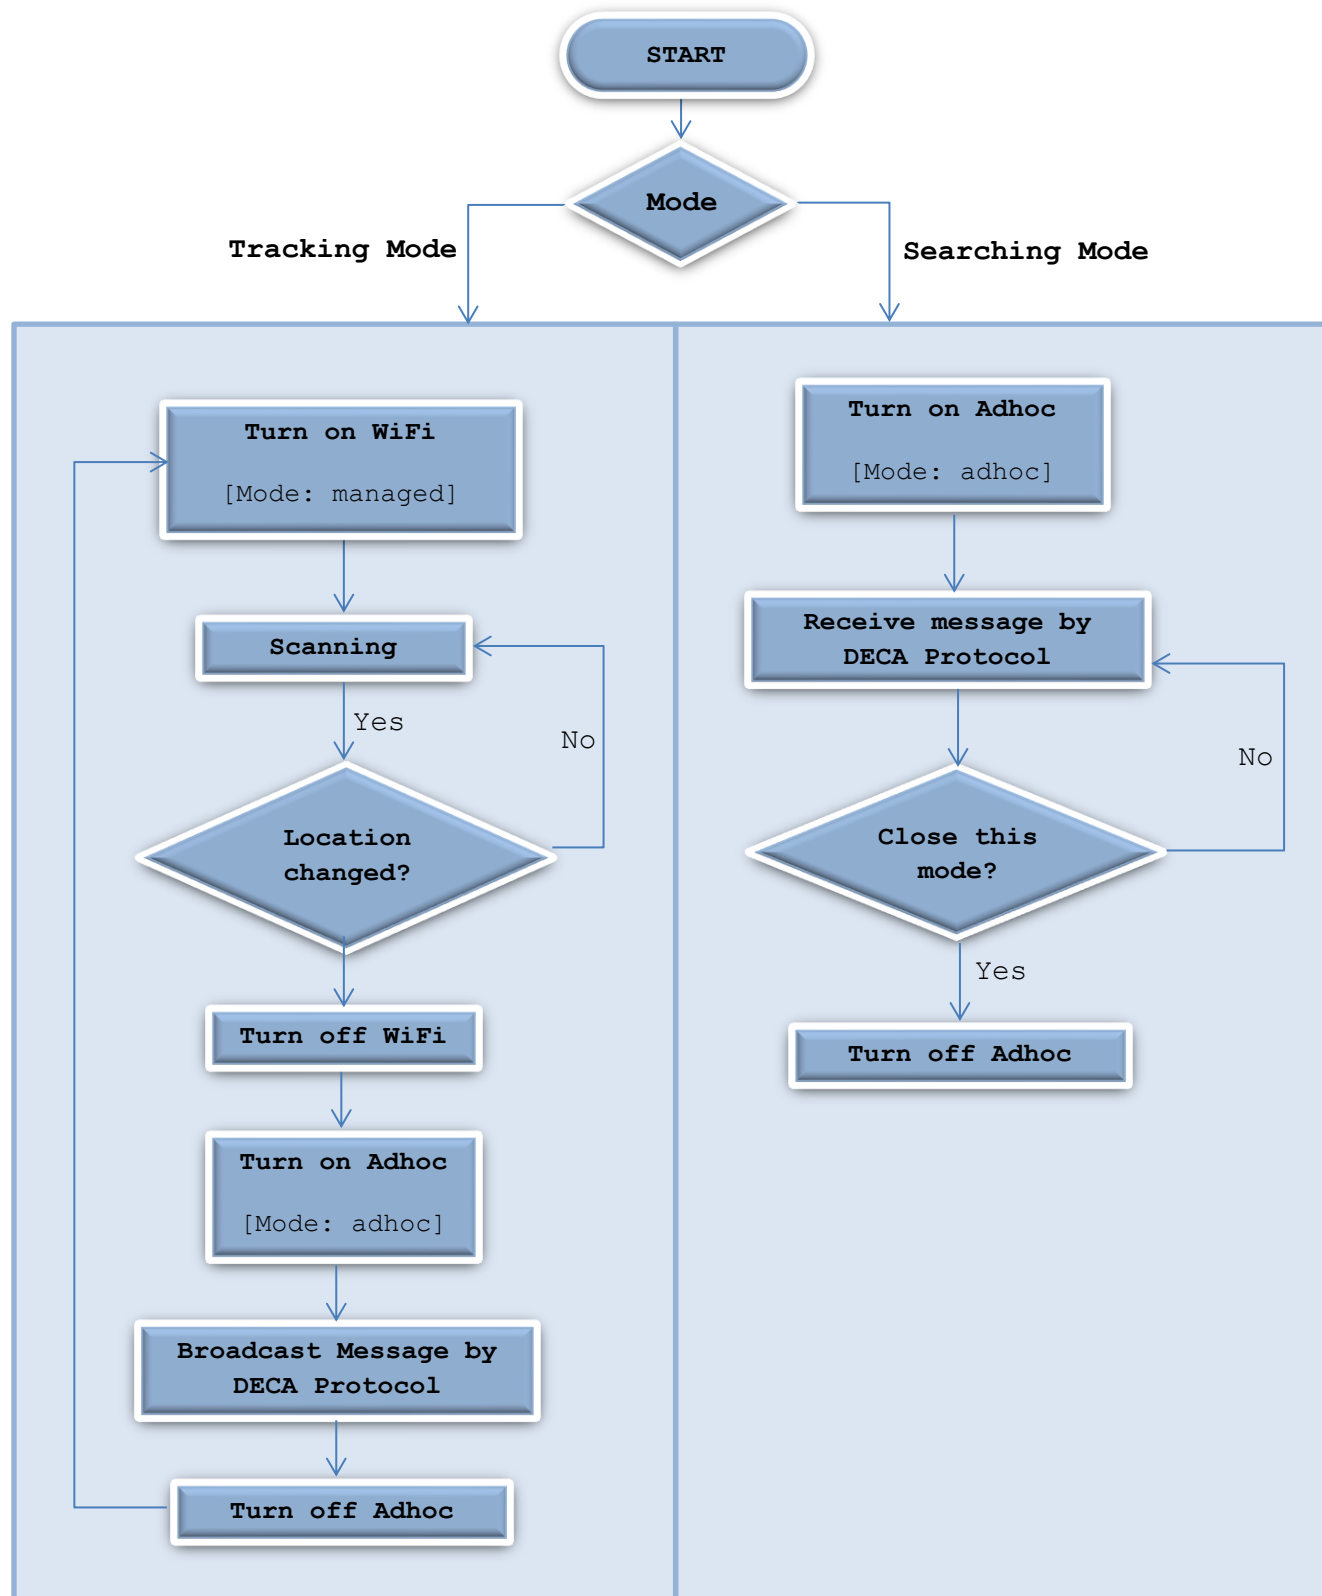 START
Mode
Tracking Mode
Searching Mode
Turn on WiFi
[Mode: managed]
Scanning
Yes
No
Location
changed?
Turn off WiFi
Turn on Adhoc
[Mode: adhoc]
Broadcast Message by
DECA Protocol
Turn off Adhoc
Turn on Adhoc
[Mode: adhoc]
Receive message by
DECA Protocol
No
Close this
mode?
Yes
Turn off Adhoc